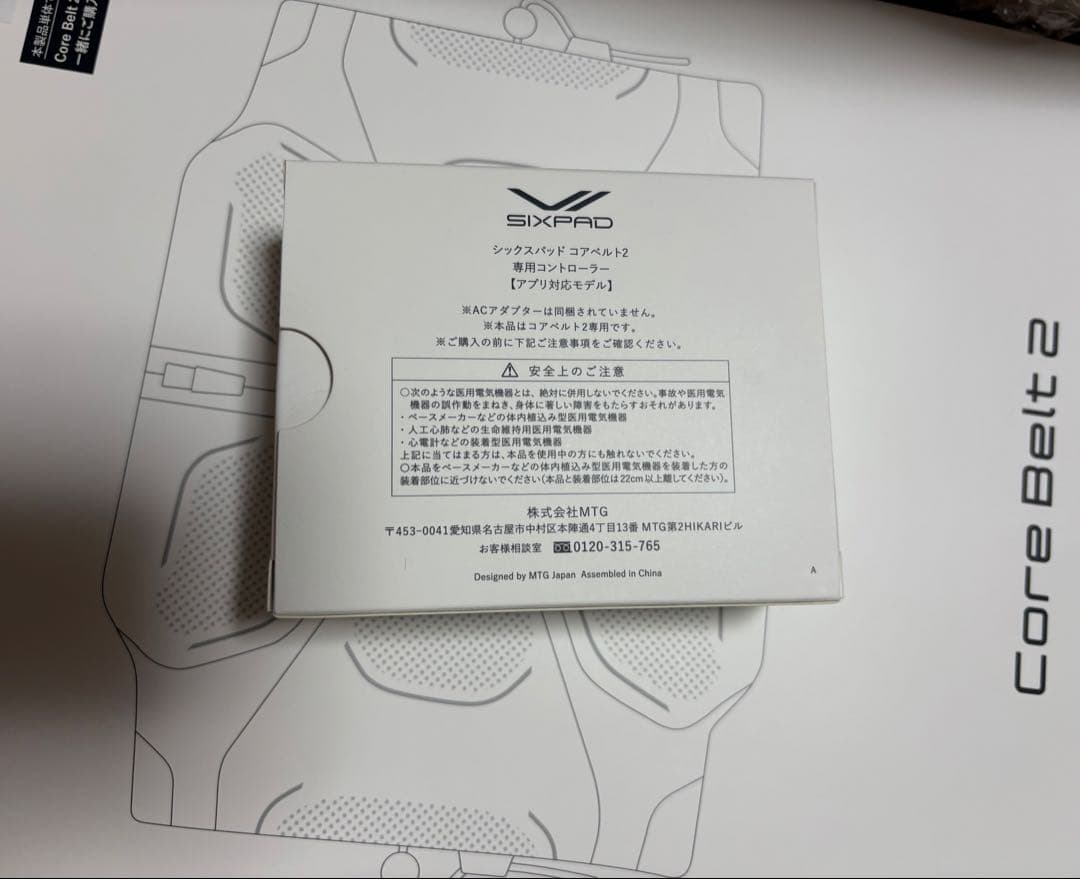 本製品単体で
Core Belt 2
一緒にご購入
SIXPAD
シックスパッド コアベルト2
専用コントローラー
【アプリ対応モデル】
※ACアダプターは同梱されていません。
※本品はコアベルト2専用です。
※ご購入の前に下記ご注意事項をご確認ください。
安全上のご注意
○次のような医用電気機器とは、絶対に併用しないでください。事故や医用電気
機器の誤作動をまねき、身体に著しい障害をもたらすおそれがあります。
・ペースメーカーなどの体内植込み型医用電気機器
・人工心肺などの生命維持用医用電気機器
・心電計などの装着型医用電気機器
上記に当てはまる方は、本品を使用中の方にも触れないでください。
○本品をペースメーカーなどの体内植込み型医用電気機器を装着した方の
装着部位に近づけないでください(本品と装着部位は22cm以上離してください)。
株式会社MTG
〒453-0041愛知県名古屋市中村区本陣通4丁目13番 MTG第2HIKARIビル
お客様相談室 0120-315-765
Designed by MTG Japan Assembled in China
A
Core Belt 2